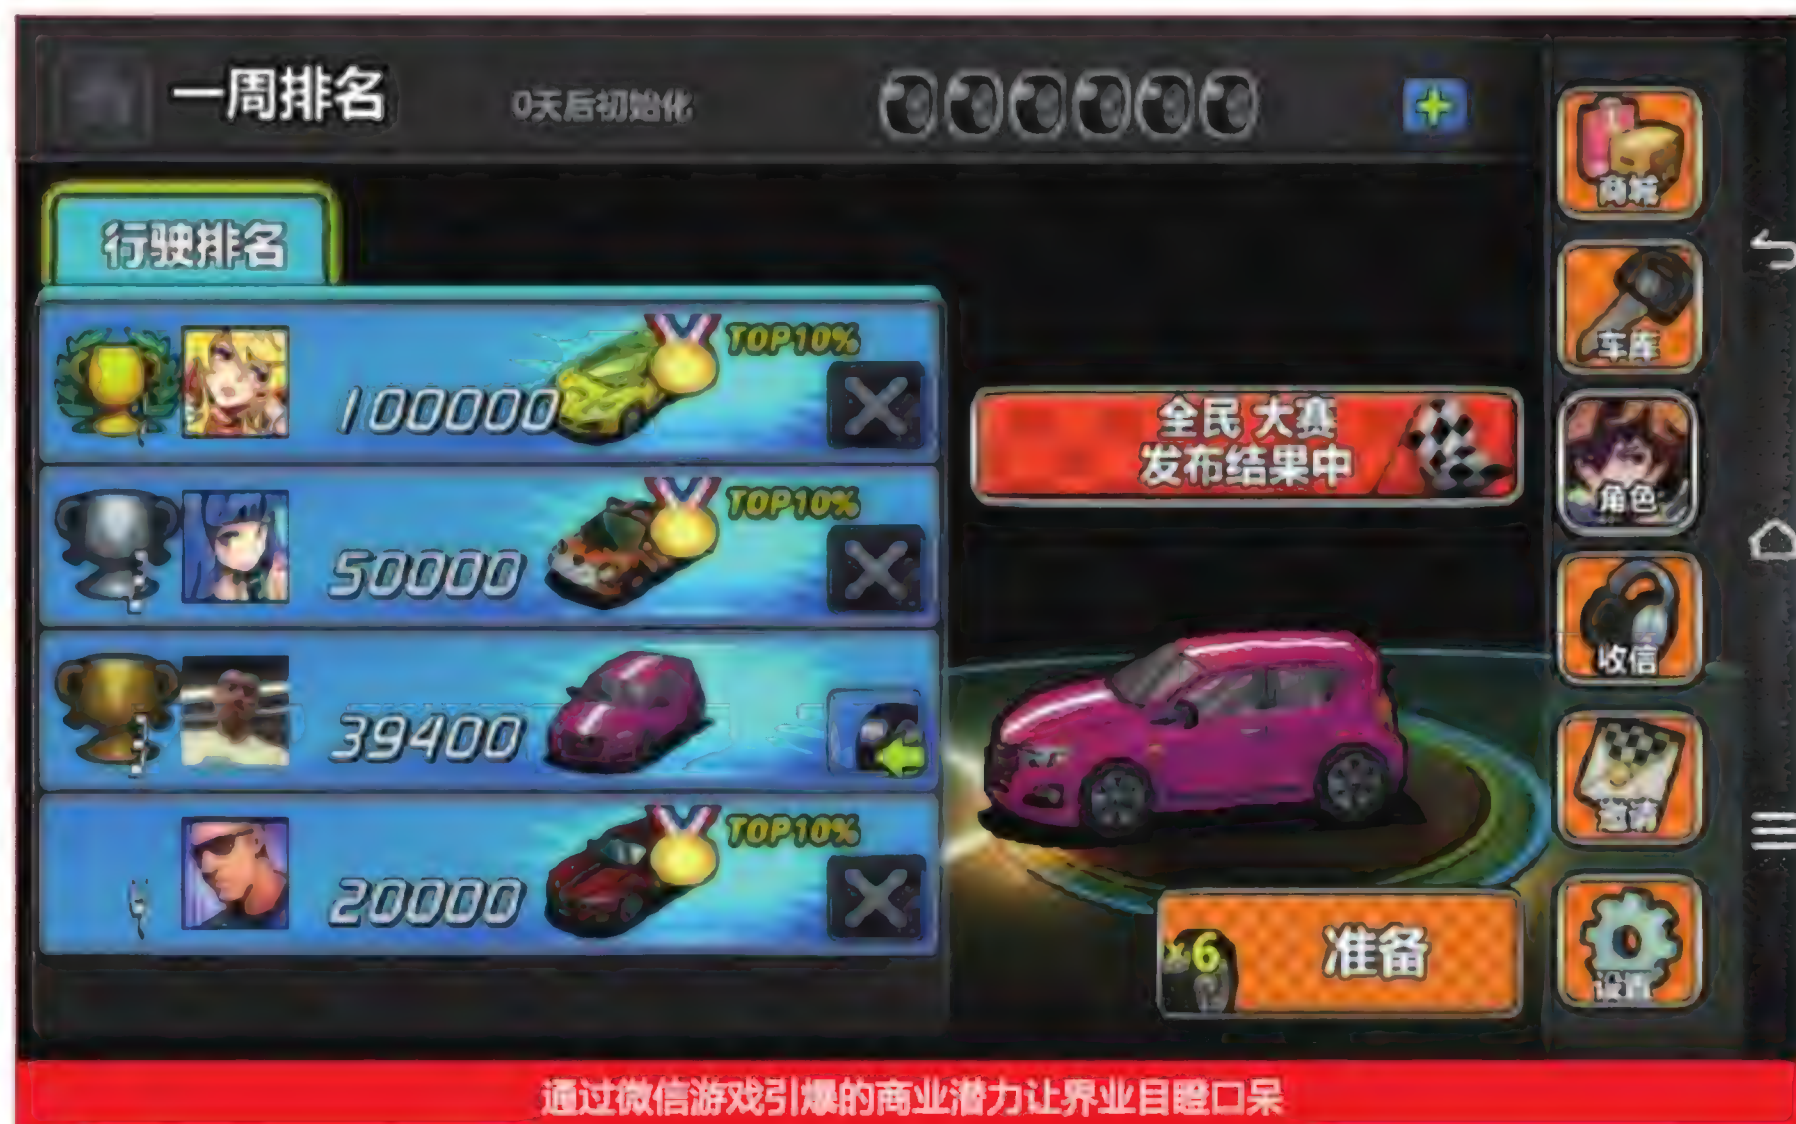 一周排名
0天后初始化
商城
行驶排名
车库
100000
TOP10%
全民 大赛
发布结果中
角色
50000
TOP10%
收信
39400
邀请
20000
TOP10%
x6
准备
设置
通过微信游戏引爆的商业潜力让界业目瞪口呆